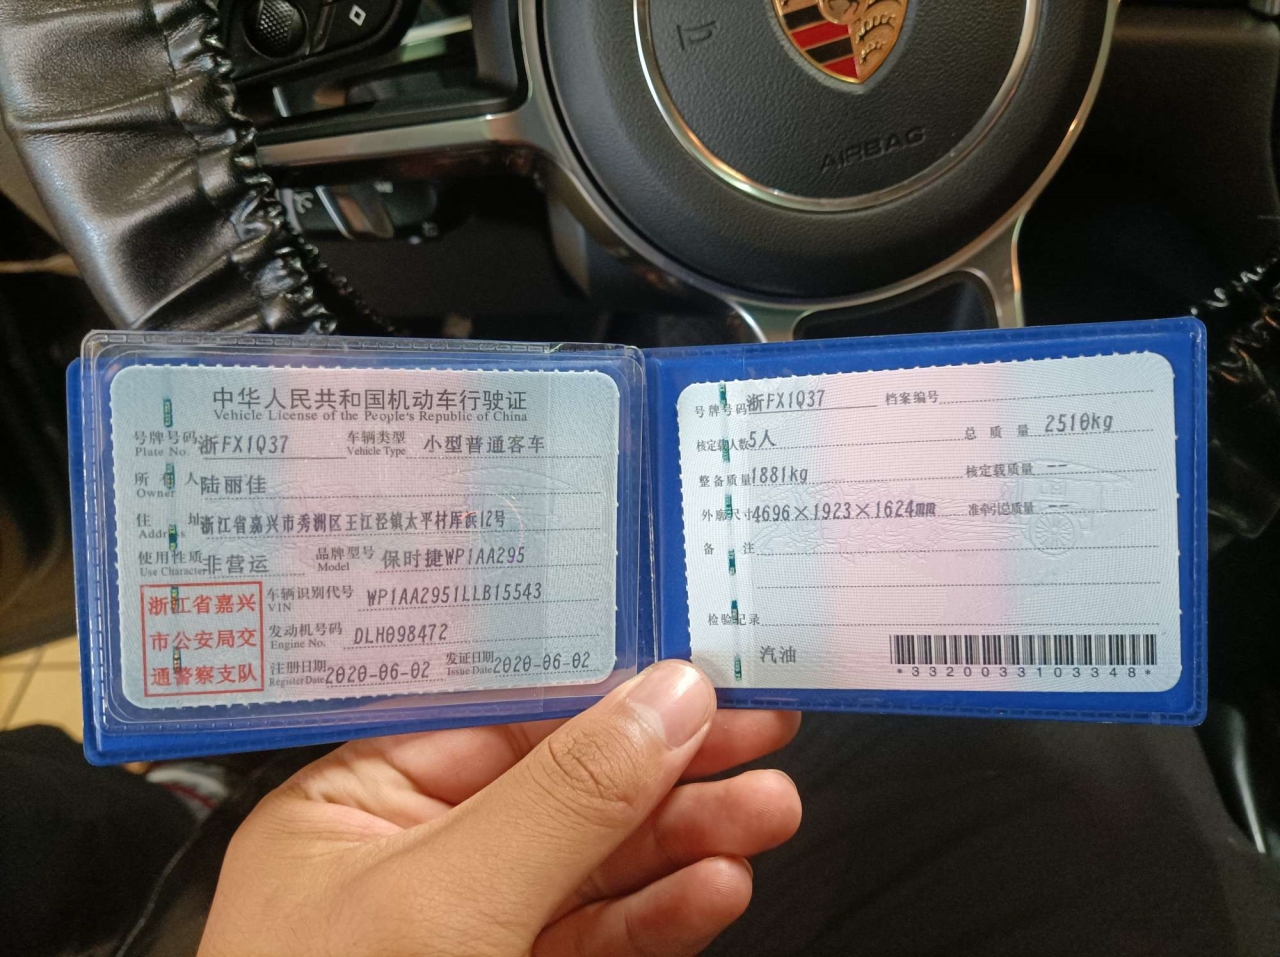 AIRBAG
中华人民共和国机动车行驶证
Vehicle License of the People's Republic of China
号牌号码 浙FX1Q37 车辆类型 小型普通客车
Plate No. Vehicle Type
所有人 陆丽佳
Owner
住址 浙江省嘉兴市秀洲区王江泾镇太平村厍浜12号
Address
使用性质 非营运 品牌型号 保时捷WP1AA295
Use Character Model
浙江省嘉兴
市公安局交
通警察支队
车辆识别代号 WP1AA2951LLB15543
VIN
发动机号码 DLH098472
Engine No.
注册日期 2020-06-02 发证日期 2020-06-02
Register Date Issue Date
号牌号码 浙FX1Q37 档案编号
核定载人数 5人 总质量 2510kg
整备质量 1881kg 核定载质量 --
外廓尺寸 4696×1923×1624mm 准牵引总质量 --
备注
检验记录
汽油
*3320033103348*